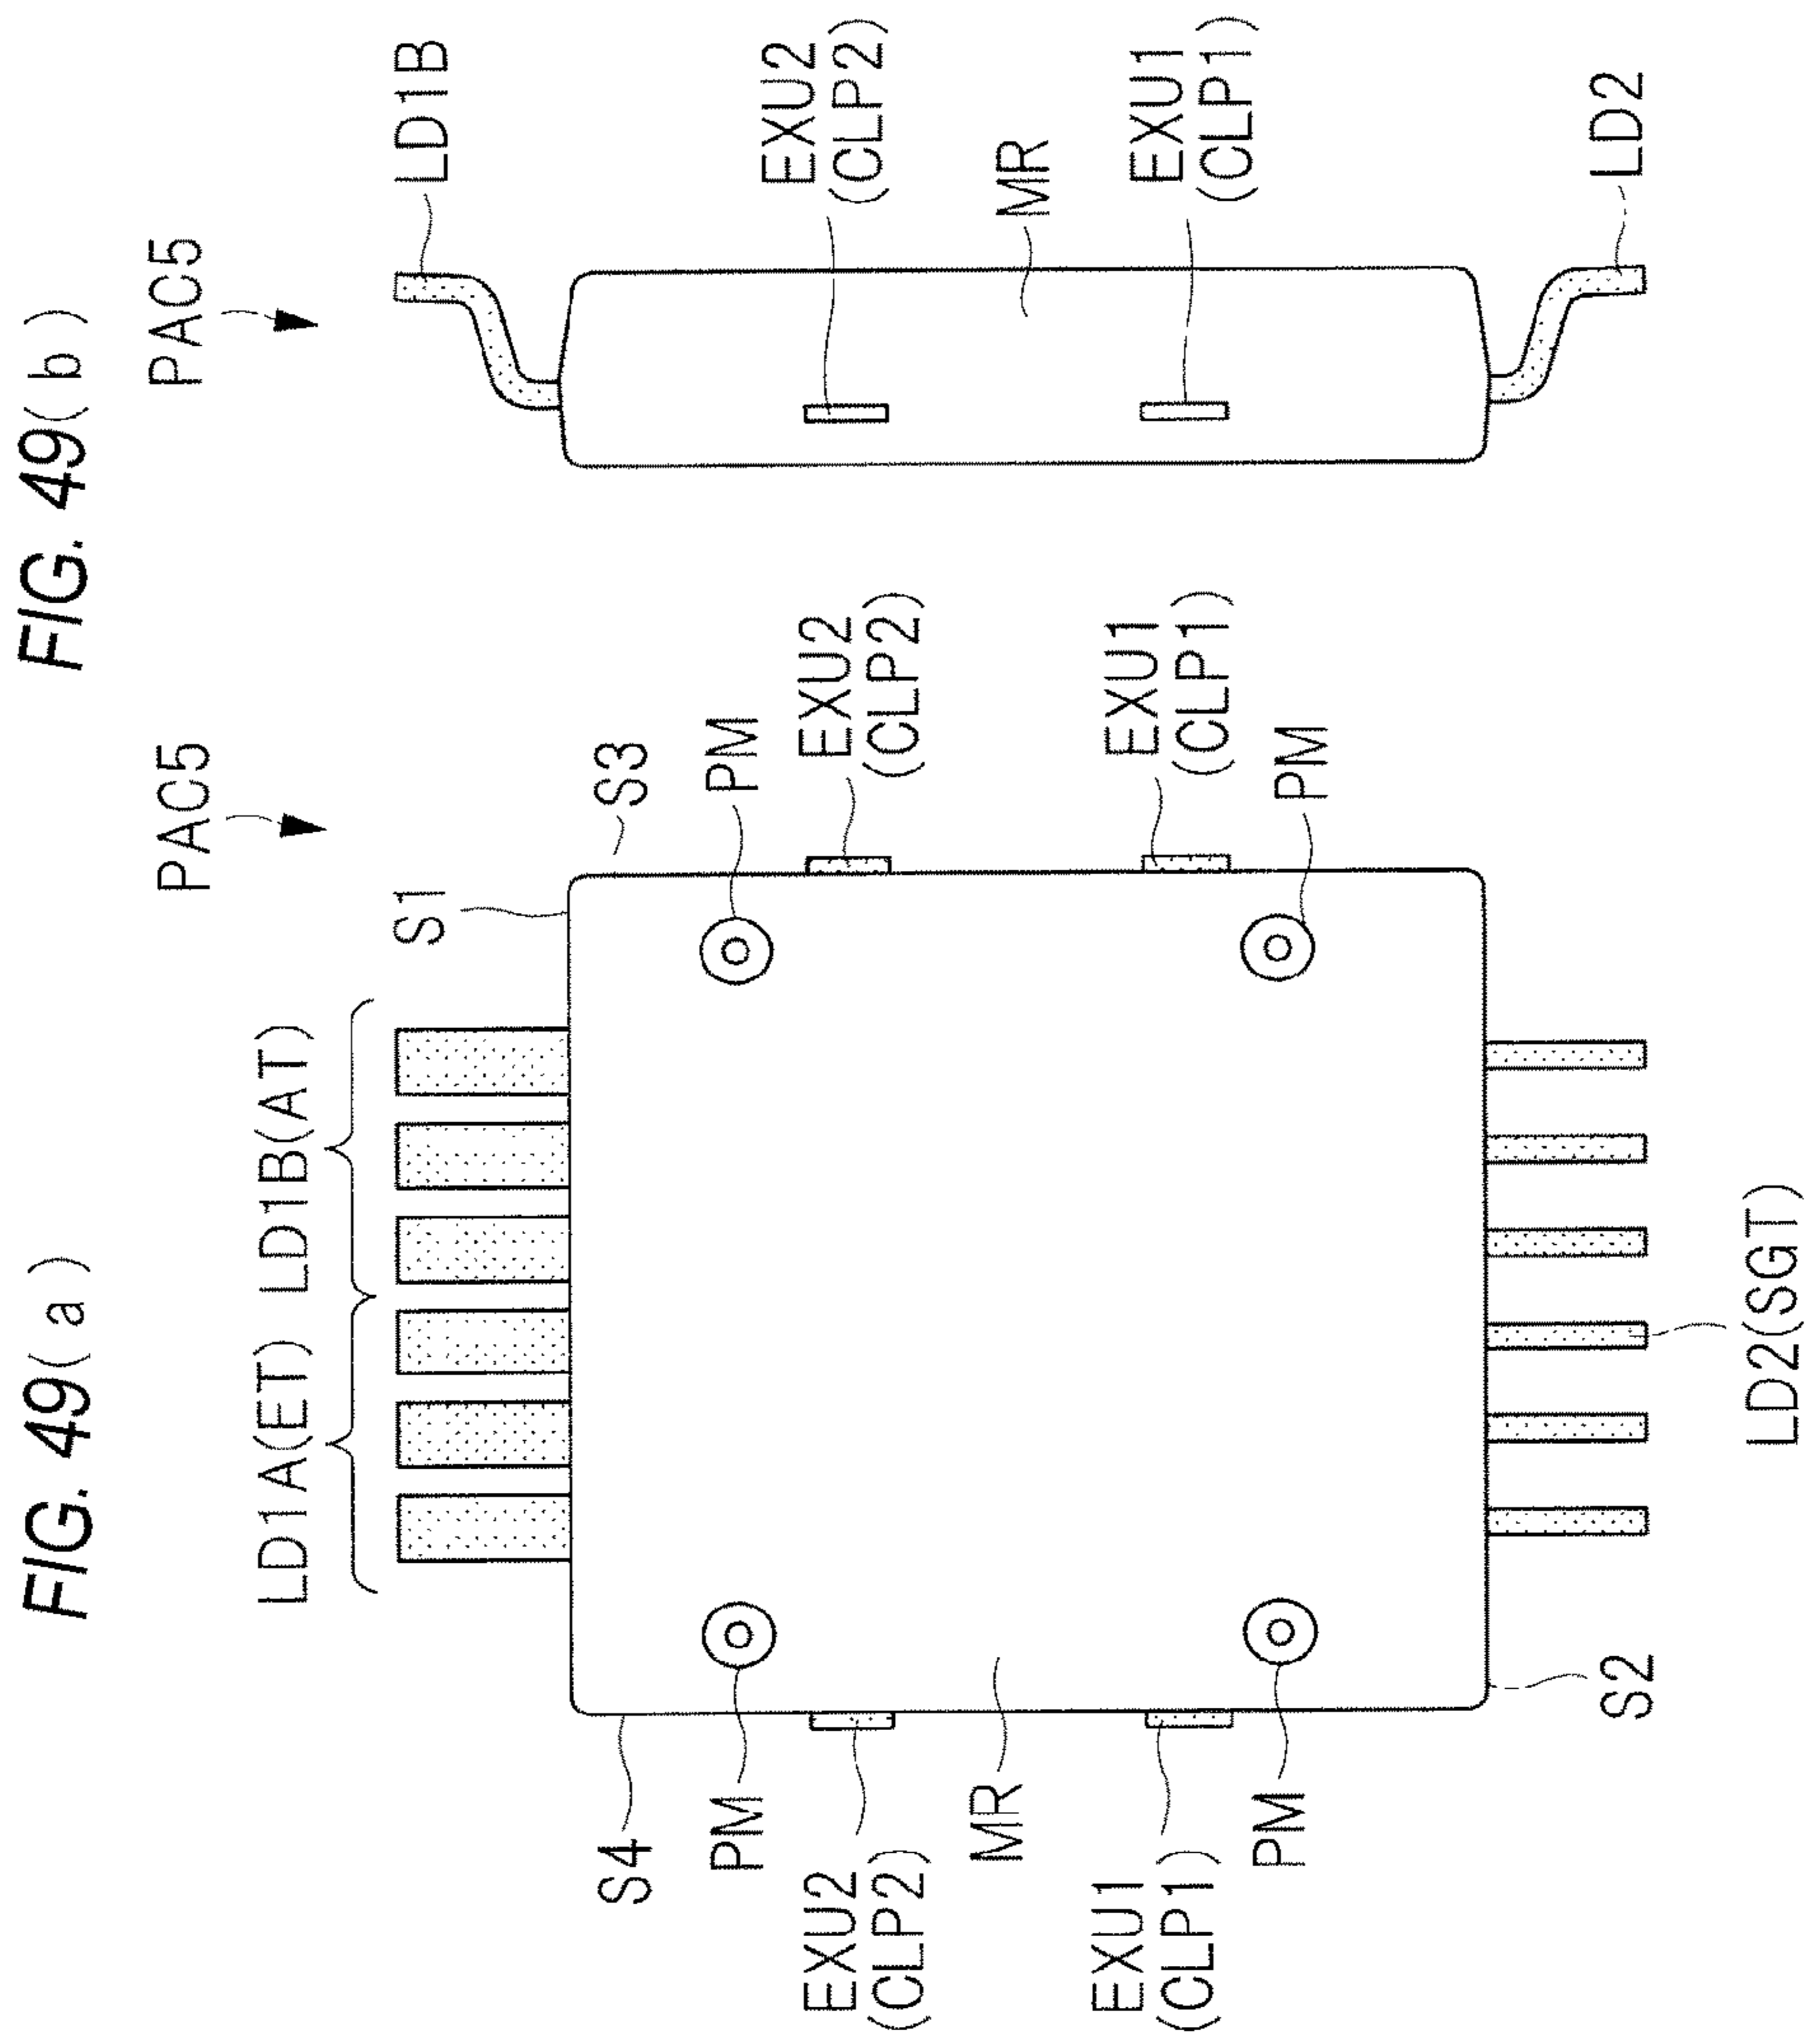 FIG. 49(a)
PAC5
LD1A(ET)
LD1B(AT)
S1
S4
S3
PM
PM
EXU2
(CLP2)
EXU2
(CLP2)
MR
EXU1
(CLP1)
EXU1
(CLP1)
PM
PM
S2
LD2(SGT)
FIG. 49(b)
PAC5
LD1B
EXU2
(CLP2)
MR
EXU1
(CLP1)
LD2